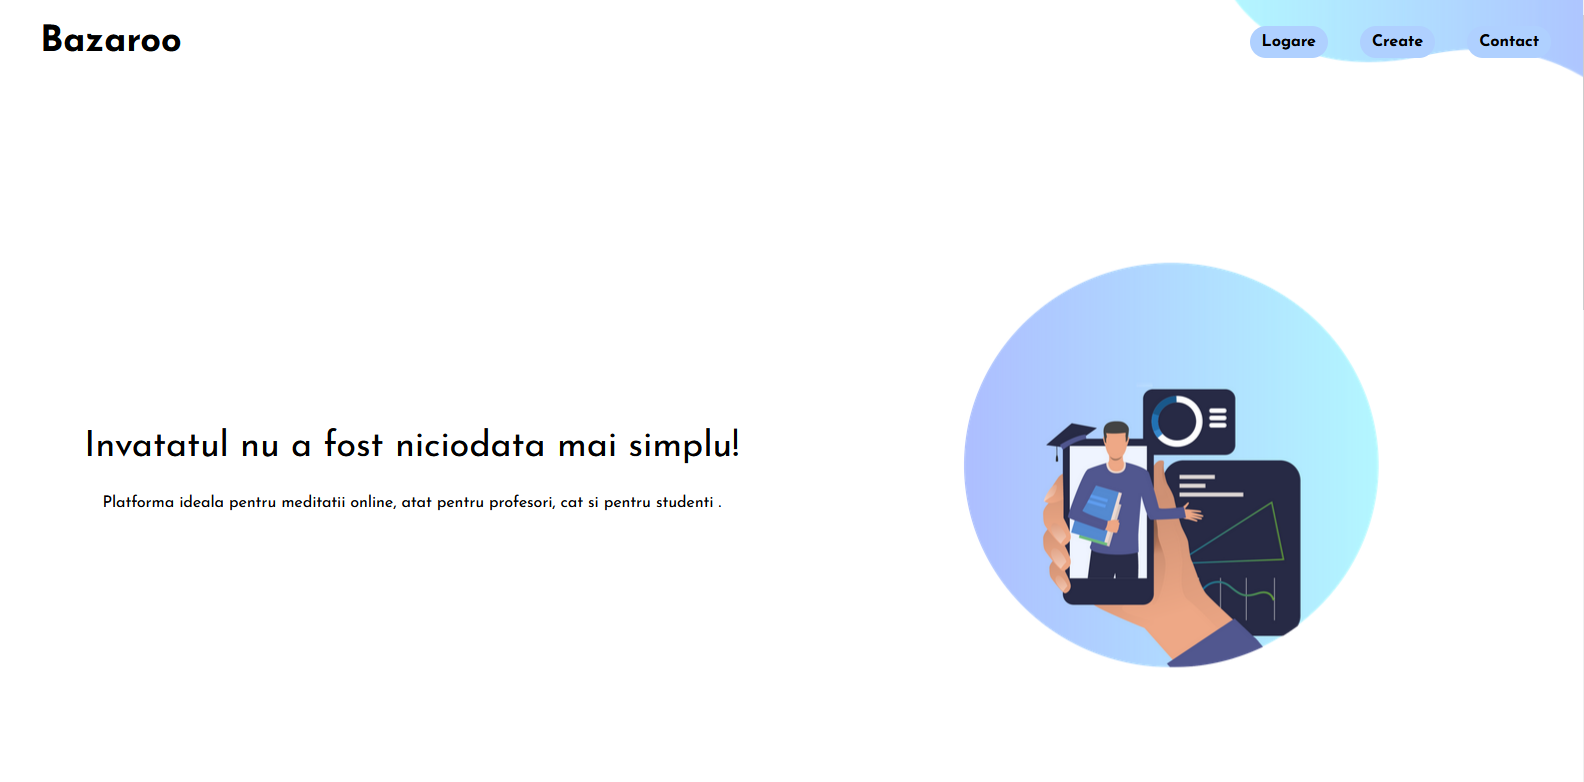 Bazaroo
Logare Create Contact
Invatatul nu a fost niciodata mai simplu!
Platforma ideala pentru meditatii online, atat pentru profesori, cat si pentru studenti .